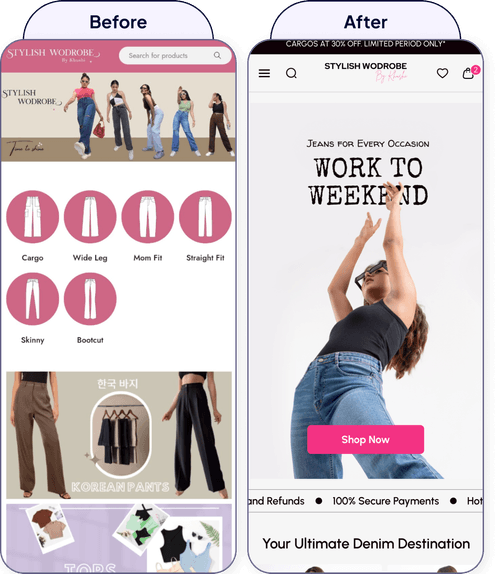 Before
STYLISH WODROBE
By Khushi
Search for products
STYLISH
WODROBE
Time to shine
Cargo
Wide Leg
Mom Fit
Straight Fit
Skinny
Bootcut
한국 바지
KOREAN PANTS
TOPS
After
CARGOS AT 30% OFF. LIMITED PERIOD ONLY*
STYLISH WODROBE
By Khushi
2
JEANS FOR EVERY OCCASION
WORK TO
WEEKEND
Shop Now
and Refunds ● 100% Secure Payments ● Hot
Your Ultimate Denim Destination